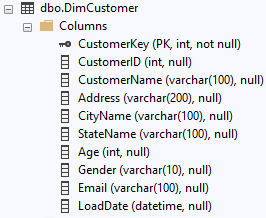 dbo.DimCustomer
Columns
CustomerKey (PK, int, not null)
CustomerID (int, null)
CustomerName (varchar(100), null)
Address (varchar(200), null)
CityName (varchar(100), null)
StateName (varchar(100), null)
Age (int, null)
Gender (varchar(10), null)
Email (varchar(100), null)
LoadDate (datetime, null)